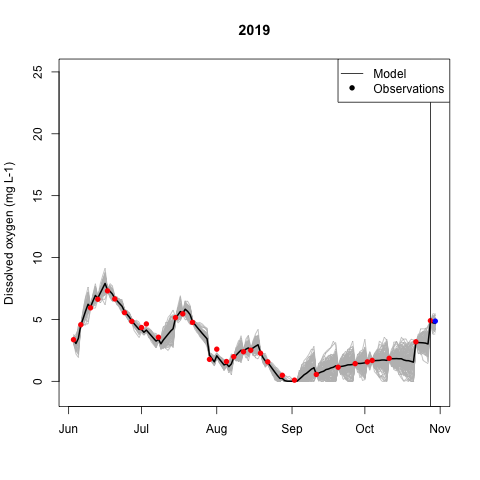 2019
Model
Observations
Dissolved oxygen (mg L-1)
25
20
15
10
5
0
Jun Jul Aug Sep Oct Nov